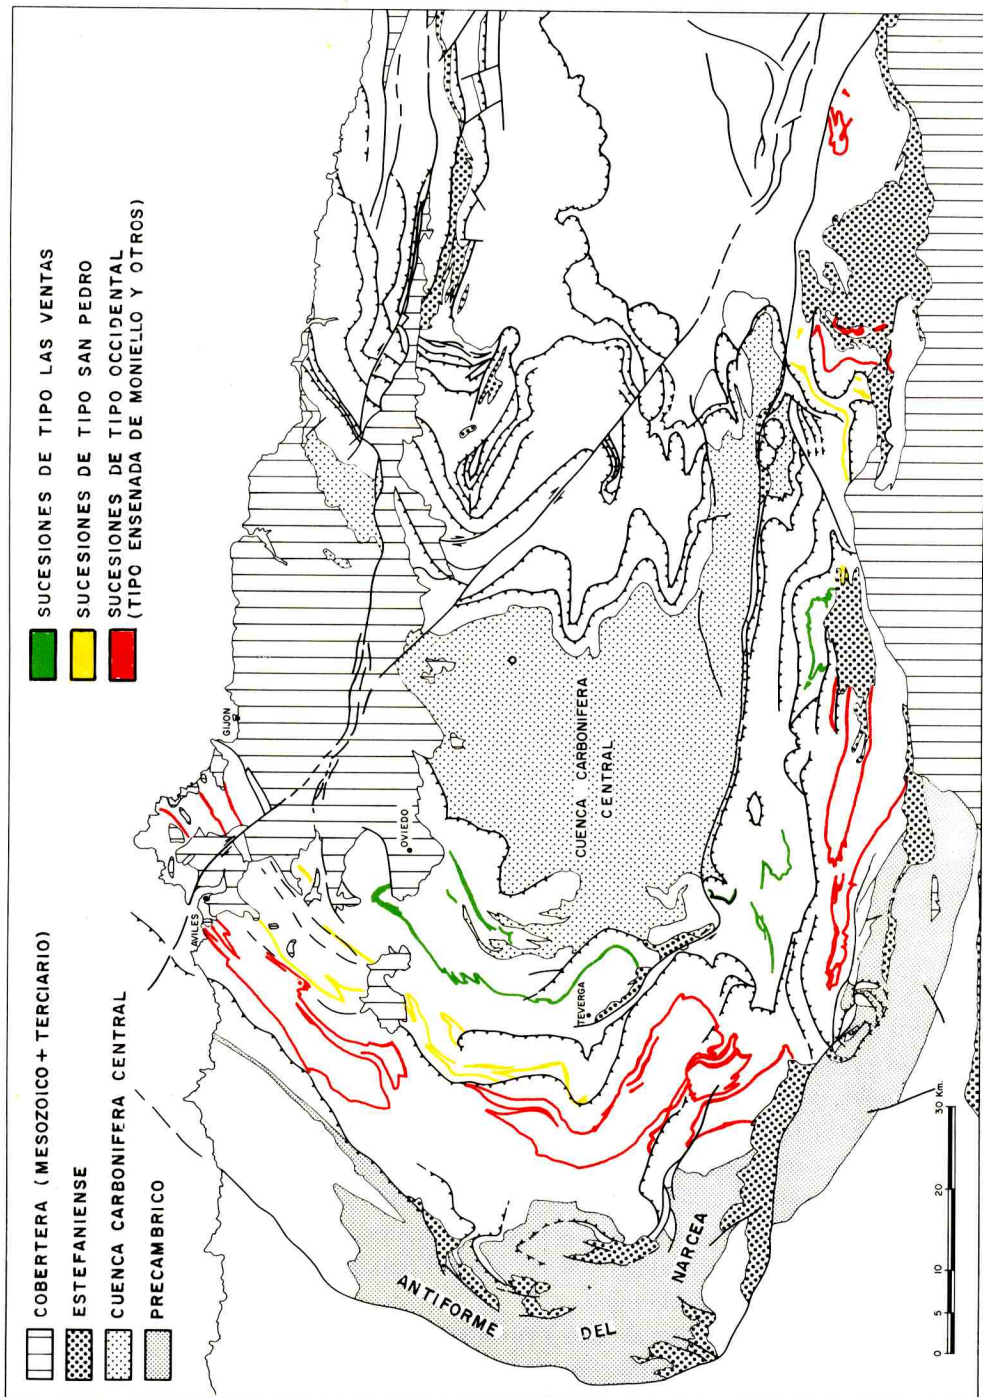 COBERTERA (MESOZOICO + TERCIARIO)
ESTEFANIENSE
CUENCA CARBONIFERA CENTRAL
PRECAMBRICO
SUCESIONES DE TIPO LAS VENTAS
SUCESIONES DE TIPO SAN PEDRO
SUCESIONES DE TIPO OCCIDENTAL
(TIPO ENSENADA DE MONIELLO Y OTROS)
GIJON
AVILES
OVIEDO
TEVERGA
CUENCA CARBONIFERA
CENTRAL
ANTIFORME
DEL
NARCEA
0 5 10 20 30 Km.